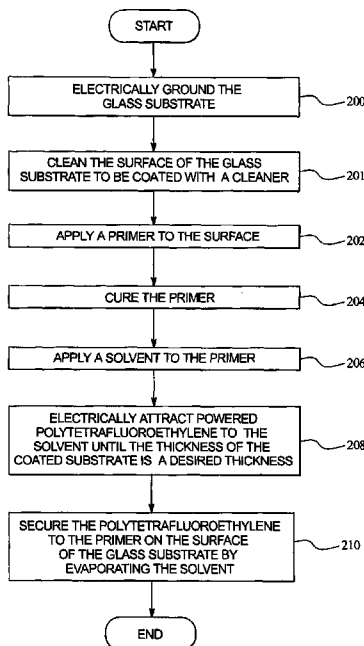 START
ELECTRICALLY GROUND THE
GLASS SUBSTRATE
200
CLEAN THE SURFACE OF THE GLASS
SUBSTRATE TO BE COATED WITH A CLEANER
201
APPLY A PRIMER TO THE SURFACE
202
CURE THE PRIMER
204
APPLY A SOLVENT TO THE PRIMER
206
ELECTRICALLY ATTRACT POWERED
POLYTETRAFLUOROETHYLENE TO THE
SOLVENT UNTIL THE THICKNESS OF THE
COATED SUBSTRATE IS A DESIRED THICKNESS
208
SECURE THE POLYTETRAFLUOROETHYLENE
TO THE PRIMER ON THE SURFACE
OF THE GLASS SUBSTRATE BY
EVAPORATING THE SOLVENT
210
END